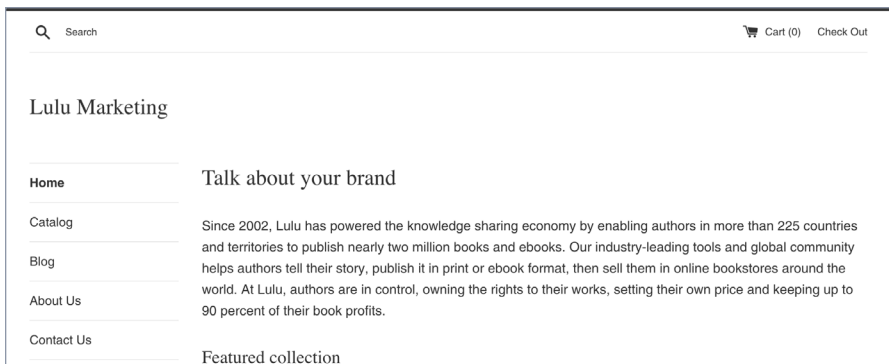 Search
Cart (0)
Check Out
Lulu Marketing
Home
Catalog
Blog
About Us
Contact Us
Talk about your brand
Since 2002, Lulu has powered the knowledge sharing economy by enabling authors in more than 225 countries
and territories to publish nearly two million books and ebooks. Our industry-leading tools and global community
helps authors tell their story, publish it in print or ebook format, then sell them in online bookstores around the
world. At Lulu, authors are in control, owning the rights to their works, setting their own price and keeping up to
90 percent of their book profits.
Featured collection